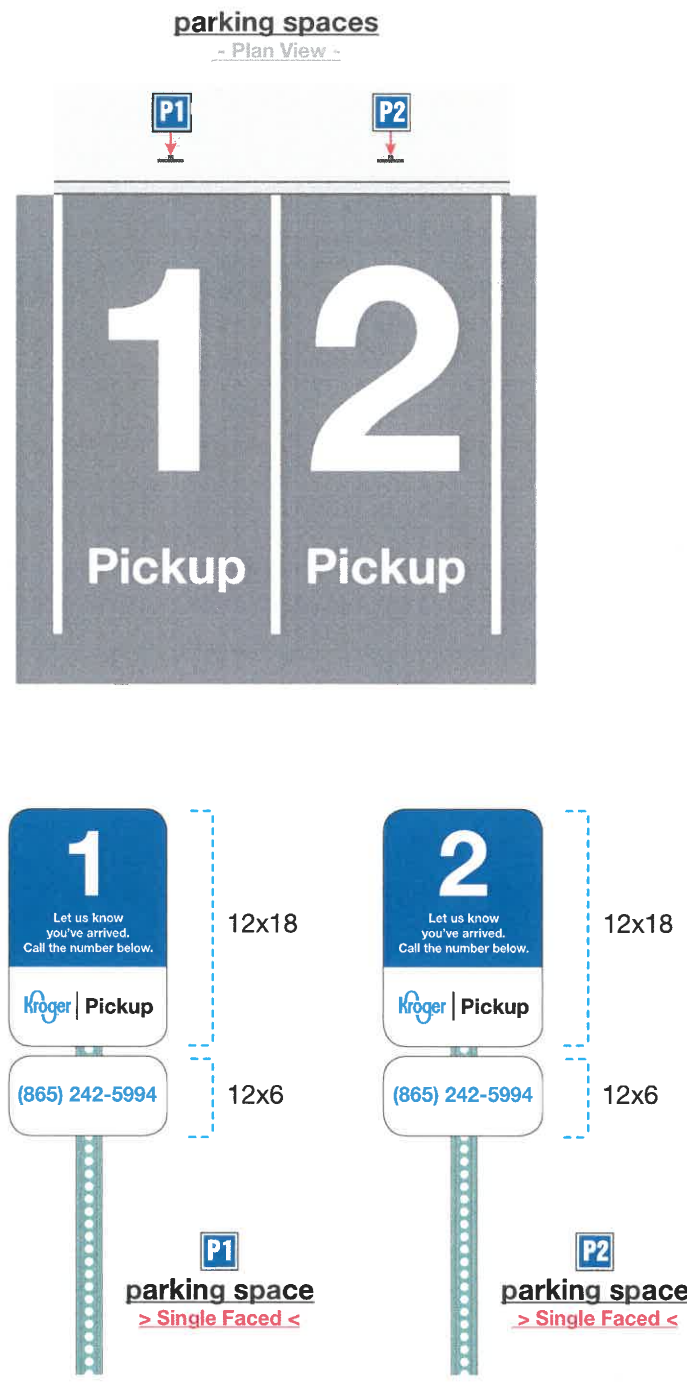 parking spaces
- Plan View -
P1 P2
1 2
Pickup Pickup
1
Let us know
you've arrived.
Call the number below.
Kroger | Pickup
12x18
(865) 242-5994
12x6
P1
parking space
> Single Faced <
2
Let us know
you've arrived.
Call the number below.
Kroger | Pickup
12x18
(865) 242-5994
12x6
P2
parking space
> Single Faced <